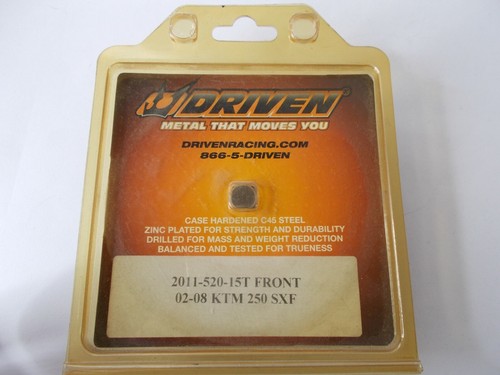 DRIVEN®
METAL THAT MOVES YOU
DRIVENRACING.COM
866-5-DRIVEN
CASE HARDENED C45 STEEL
ZINC PLATED FOR STRENGTH AND DURABILITY
DRILLED FOR MASS AND WEIGHT REDUCTION
BALANCED AND TESTED FOR TRUENESS
2011-520-15T FRONT
02-08 KTM 250 SXF